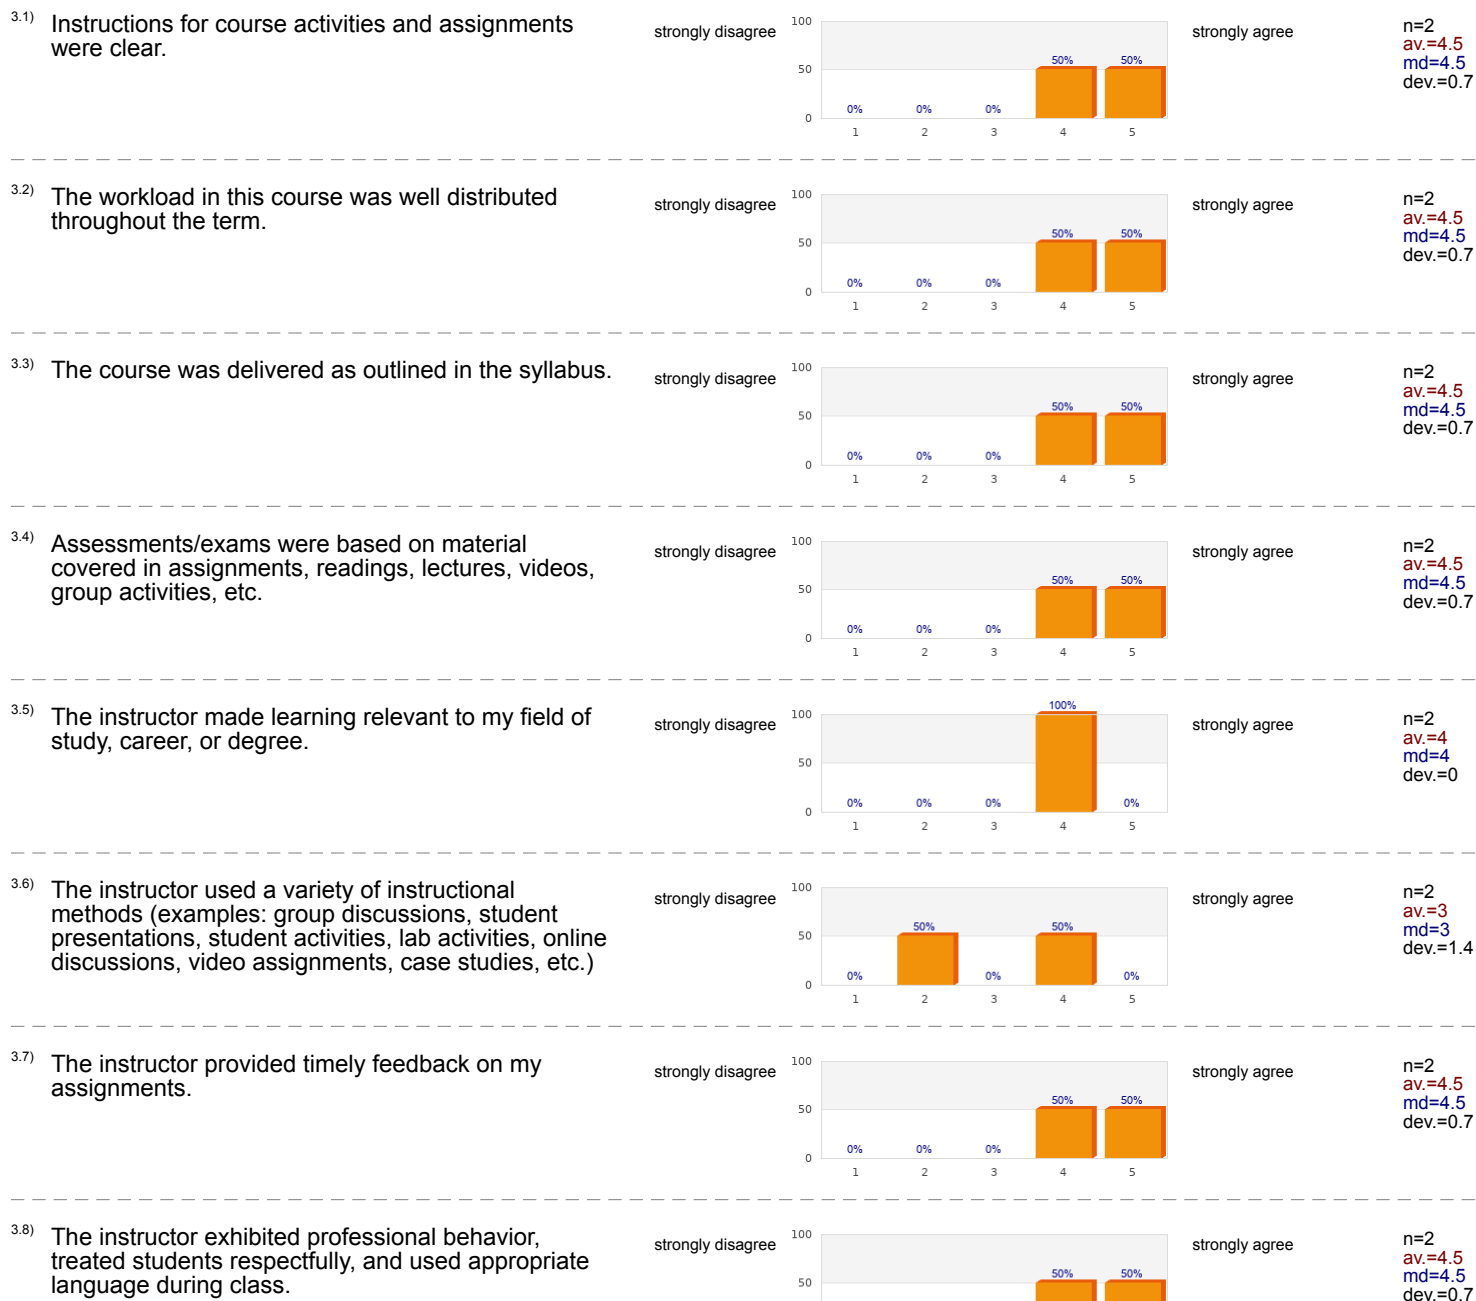 3.1) Instructions for course activities and assignments
were clear.
strongly disagree
100
50
0
0%
0%
0%
50%
50%
1
2
3
4
5
strongly agree
n=2
av.=4.5
md=4.5
dev.=0.7
3.2) The workload in this course was well distributed
throughout the term.
strongly disagree
100
50
0
0%
0%
0%
50%
50%
1
2
3
4
5
strongly agree
n=2
av.=4.5
md=4.5
dev.=0.7
3.3) The course was delivered as outlined in the syllabus.
strongly disagree
100
50
0
0%
0%
0%
50%
50%
1
2
3
4
5
strongly agree
n=2
av.=4.5
md=4.5
dev.=0.7
3.4) Assessments/exams were based on material
covered in assignments, readings, lectures, videos,
group activities, etc.
strongly disagree
100
50
0
0%
0%
0%
50%
50%
1
2
3
4
5
strongly agree
n=2
av.=4.5
md=4.5
dev.=0.7
3.5) The instructor made learning relevant to my field of
study, career, or degree.
strongly disagree
100
50
0
0%
0%
0%
100%
0%
1
2
3
4
5
strongly agree
n=2
av.=4
md=4
dev.=0
3.6) The instructor used a variety of instructional
methods (examples: group discussions, student
presentations, student activities, lab activities, online
discussions, video assignments, case studies, etc.)
strongly disagree
100
50
0
0%
50%
0%
50%
0%
1
2
3
4
5
strongly agree
n=2
av.=3
md=3
dev.=1.4
3.7) The instructor provided timely feedback on my
assignments.
strongly disagree
100
50
0
0%
0%
0%
50%
50%
1
2
3
4
5
strongly agree
n=2
av.=4.5
md=4.5
dev.=0.7
3.8) The instructor exhibited professional behavior,
treated students respectfully, and used appropriate
language during class.
strongly disagree
100
50
50%
50%
strongly agree
n=2
av.=4.5
md=4.5
dev.=0.7